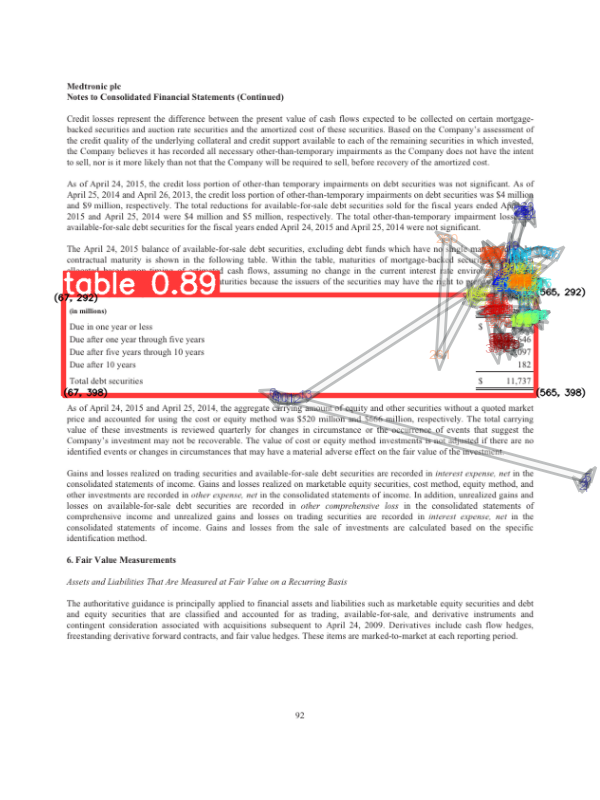 Medtronic plc
Notes to Consolidated Financial Statements (Continued)
Credit losses represent the difference between the present value of cash flows expected to be collected on certain mortgage-
backed securities and auction rate securities and the amortized cost of these securities. Based on the Company's assessment of
the credit quality of the underlying collateral and credit support available to each of the remaining securities in which invested,
the Company believes it has recorded all necessary other-than-temporary impairments as the Company does not have the intent
to sell, nor is it more likely than not that the Company will be required to sell, before recovery of the amortized cost.
As of April 24, 2015, the credit loss portion of other-than temporary impairments on debt securities was not significant. As of
April 25, 2014 and April 26, 2013, the credit loss portion of other-than temporary impairments on debt securities was $4 million
and $9 million, respectively. The total reductions for available-for-sale debt securities sold for the fiscal years ended
2015 and April 25, 2014 were $4 million and $5 million, respectively. The total other-than-temporary impairment
available-for-sale debt securities for the fiscal years ended April 24, 2015 and April 25, 2014 were not significant.
The April 24, 2015 balance of available-for-sale debt securities, excluding debt funds which have no single
contractual maturity is shown in the following table. Within the table, maturities of mortgage-backed
cash flows, assuming no change in the current interest
table 0.89
because the issuers of the securities may have the right to
(67, 292)
(565, 292)
(in millions)
Due in one year or less $
Due after one year through five years
Due after five years through 10 years
Due after 10 years 182
Total debt securities $ 11,737
(67, 398)
(565, 398)
As of April 24, 2015 and April 25, 2014, the aggregate carrying amount of equity and other securities without a quoted market
price and accounted for using the cost or equity method was $520 million and $666 million, respectively. The total carrying
value of these investments is reviewed quarterly for changes in circumstance or the occurrence of events that suggest the
Company's investment may not be recoverable. The value of cost or equity method investments is not adjusted if there are no
identified events or changes in circumstances that may have a material adverse effect on the fair value of the investment.
Gains and losses realized on trading securities and available-for-sale debt securities are recorded in interest expense, net in the
consolidated statements of income. Gains and losses realized on marketable equity securities, cost method, equity method, and
other investments are recorded in other expense, net in the consolidated statements of income. In addition, unrealized gains and
losses on available-for-sale debt securities are recorded in other comprehensive loss in the consolidated statements of
comprehensive income and unrealized gains and losses on trading securities are recorded in interest expense, net in the
consolidated statements of income. Gains and losses from the sale of investments are calculated based on the specific
identification method.
6. Fair Value Measurements
Assets and Liabilities That Are Measured at Fair Value on a Recurring Basis
The authoritative guidance is principally applied to financial assets and liabilities such as marketable equity securities and debt
and equity securities that are classified and accounted for as trading, available-for-sale, and derivative instruments and
contingent consideration associated with acquisitions subsequent to April 24, 2009. Derivatives include cash flow hedges,
freestanding derivative forward contracts, and fair value hedges. These items are marked-to-market at each reporting period.
92